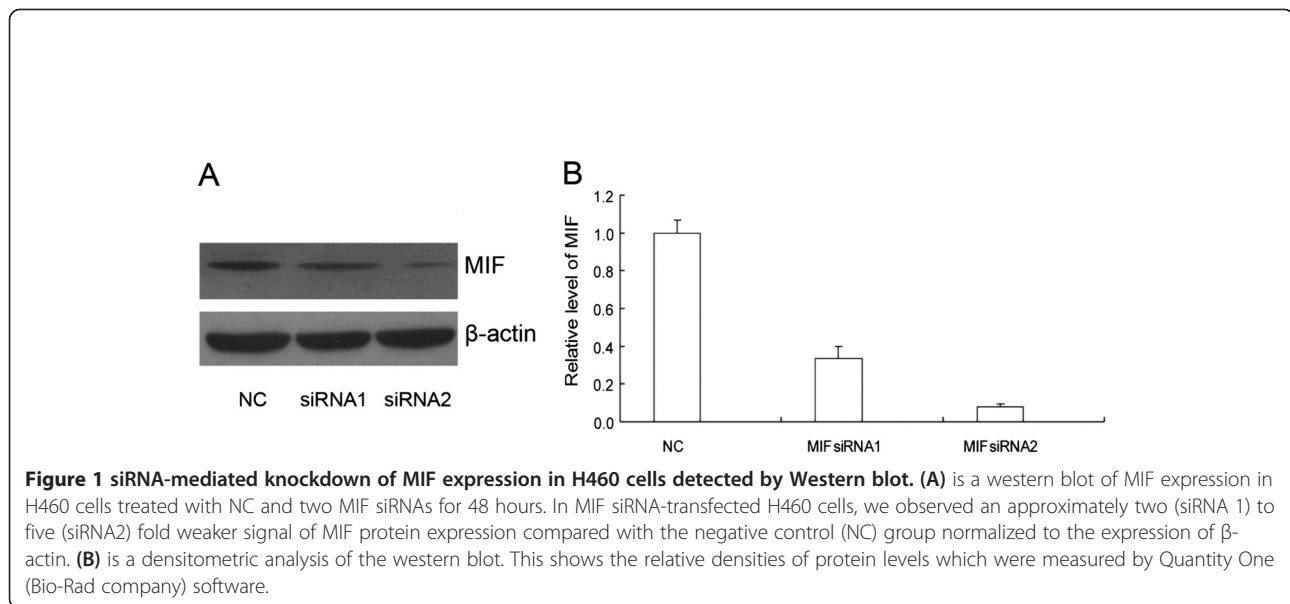 A
MIF
β-actin
NC siRNA1 siRNA2
B
Relative level of MIF
1.2
1.0
0.8
0.6
0.4
0.2
0.0
NC MIF siRNA1 MIF siRNA2
Figure 1 siRNA-mediated knockdown of MIF expression in H460 cells detected by Western blot. (A) is a western blot of MIF expression in
H460 cells treated with NC and two MIF siRNAs for 48 hours. In MIF siRNA-transfected H460 cells, we observed an approximately two (siRNA 1) to
five (siRNA2) fold weaker signal of MIF protein expression compared with the negative control (NC) group normalized to the expression of β-
actin. (B) is a densitometric analysis of the western blot. This shows the relative densities of protein levels which were measured by Quantity One
(Bio-Rad company) software.